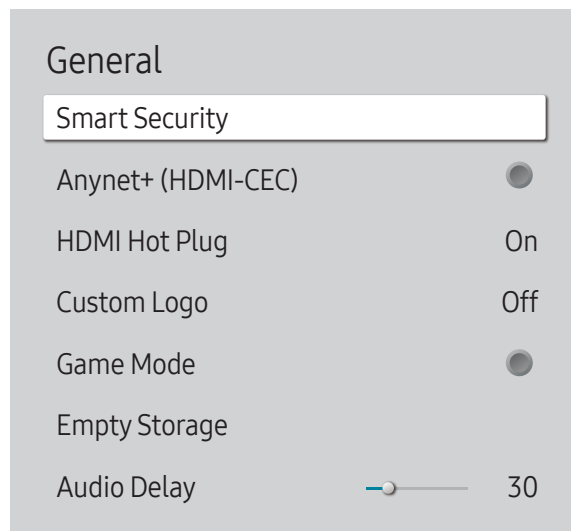 General
Smart Security
Anynet+ (HDMI-CEC)
HDMI Hot Plug On
Custom Logo Off
Game Mode
Empty Storage
Audio Delay 30